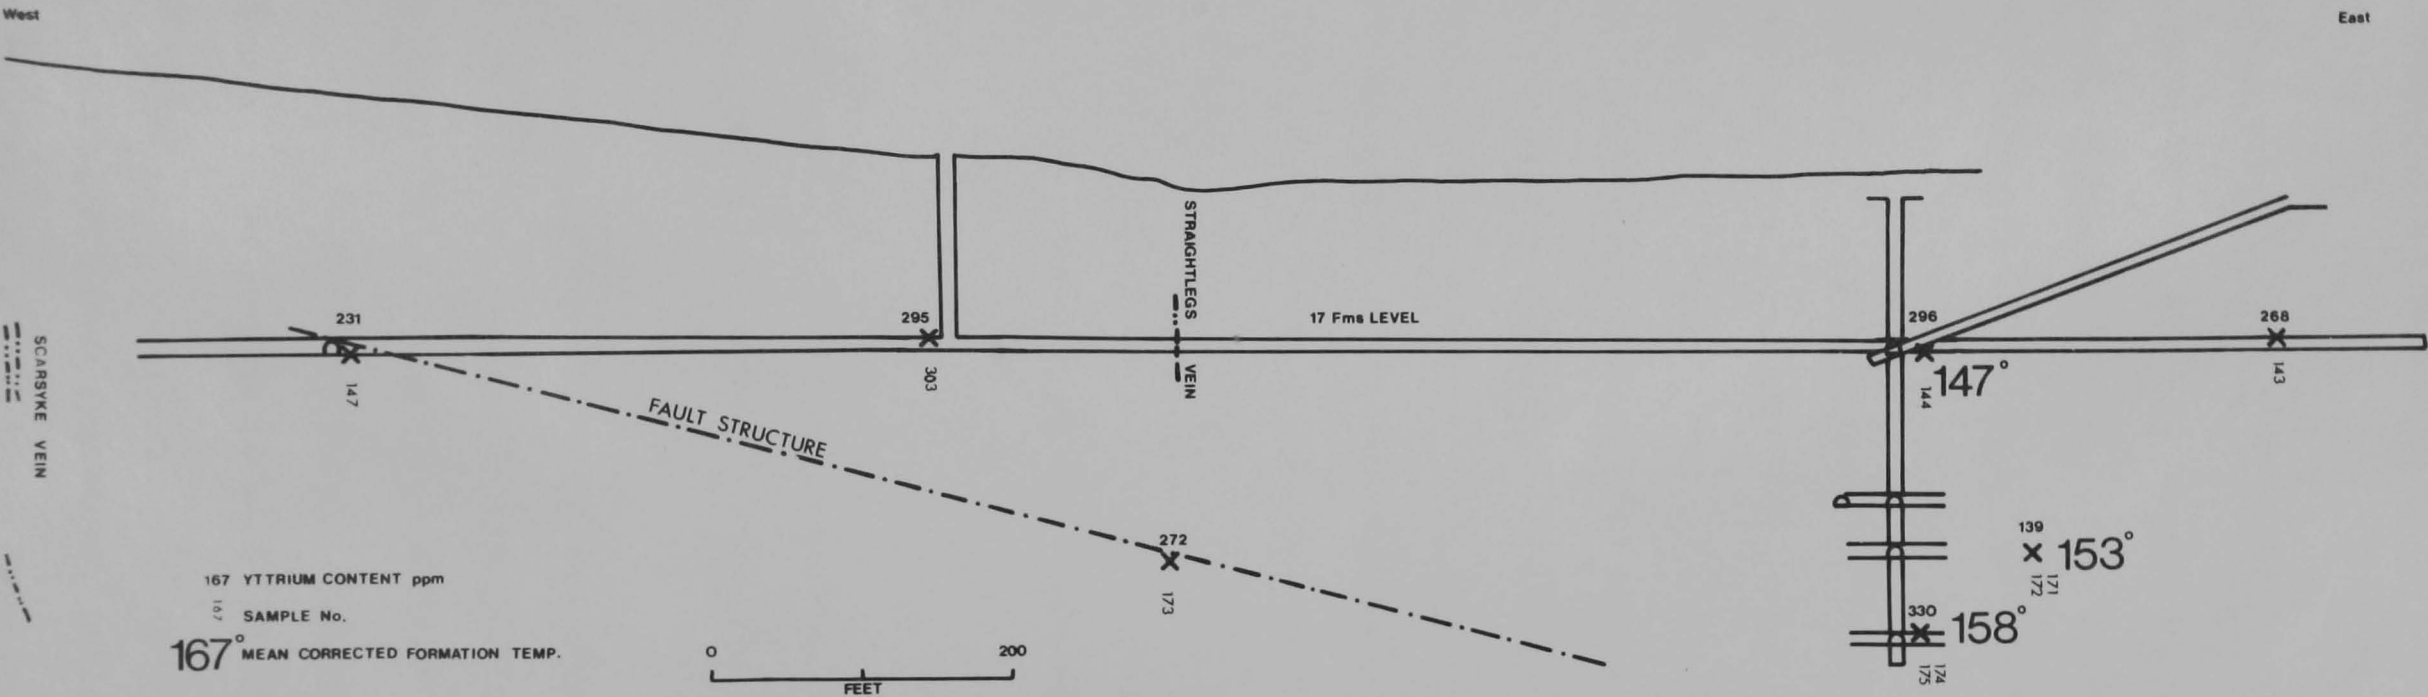 West
East
STRAIGHTLEGS VEIN
231
295
17 Fms LEVEL
296
268
SCARSYKE VEIN
147
303
144
147°
143
FAULT STRUCTURE
272
173
139
153°
171
172
330
158°
174
175
167 YTTRIUM CONTENT ppm
167 SAMPLE No.
167° MEAN CORRECTED FORMATION TEMP.
0 200
FEET